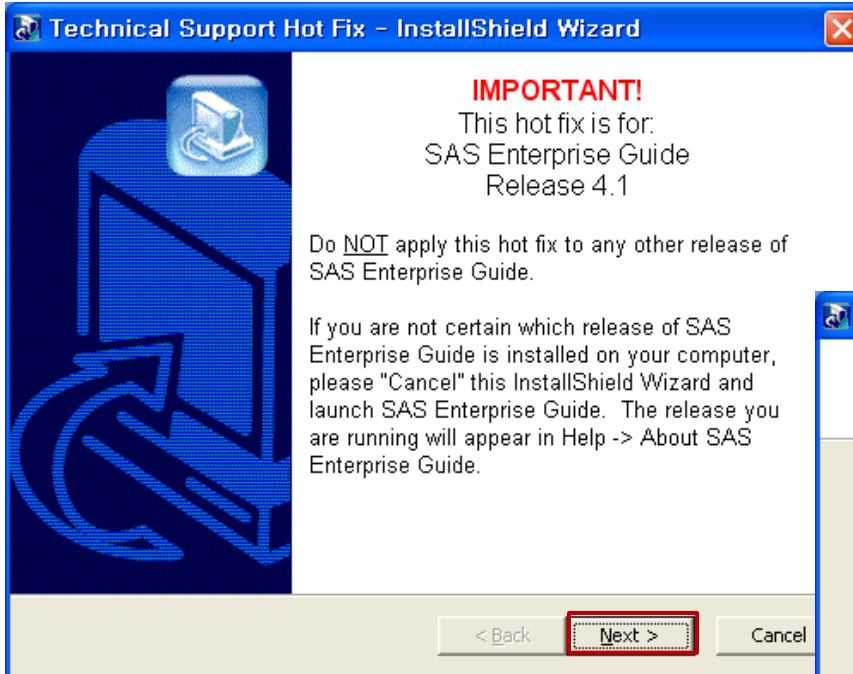 Technical Support Hot Fix - InstallShield Wizard
IMPORTANT!
This hot fix is for:
SAS Enterprise Guide
Release 4.1
Do NOT apply this hot fix to any other release of
SAS Enterprise Guide.
If you are not certain which release of SAS
Enterprise Guide is installed on your computer,
please "Cancel" this InstallShield Wizard and
launch SAS Enterprise Guide.  The release you
are running will appear in Help -> About SAS
Enterprise Guide.
< Back Next > Cancel